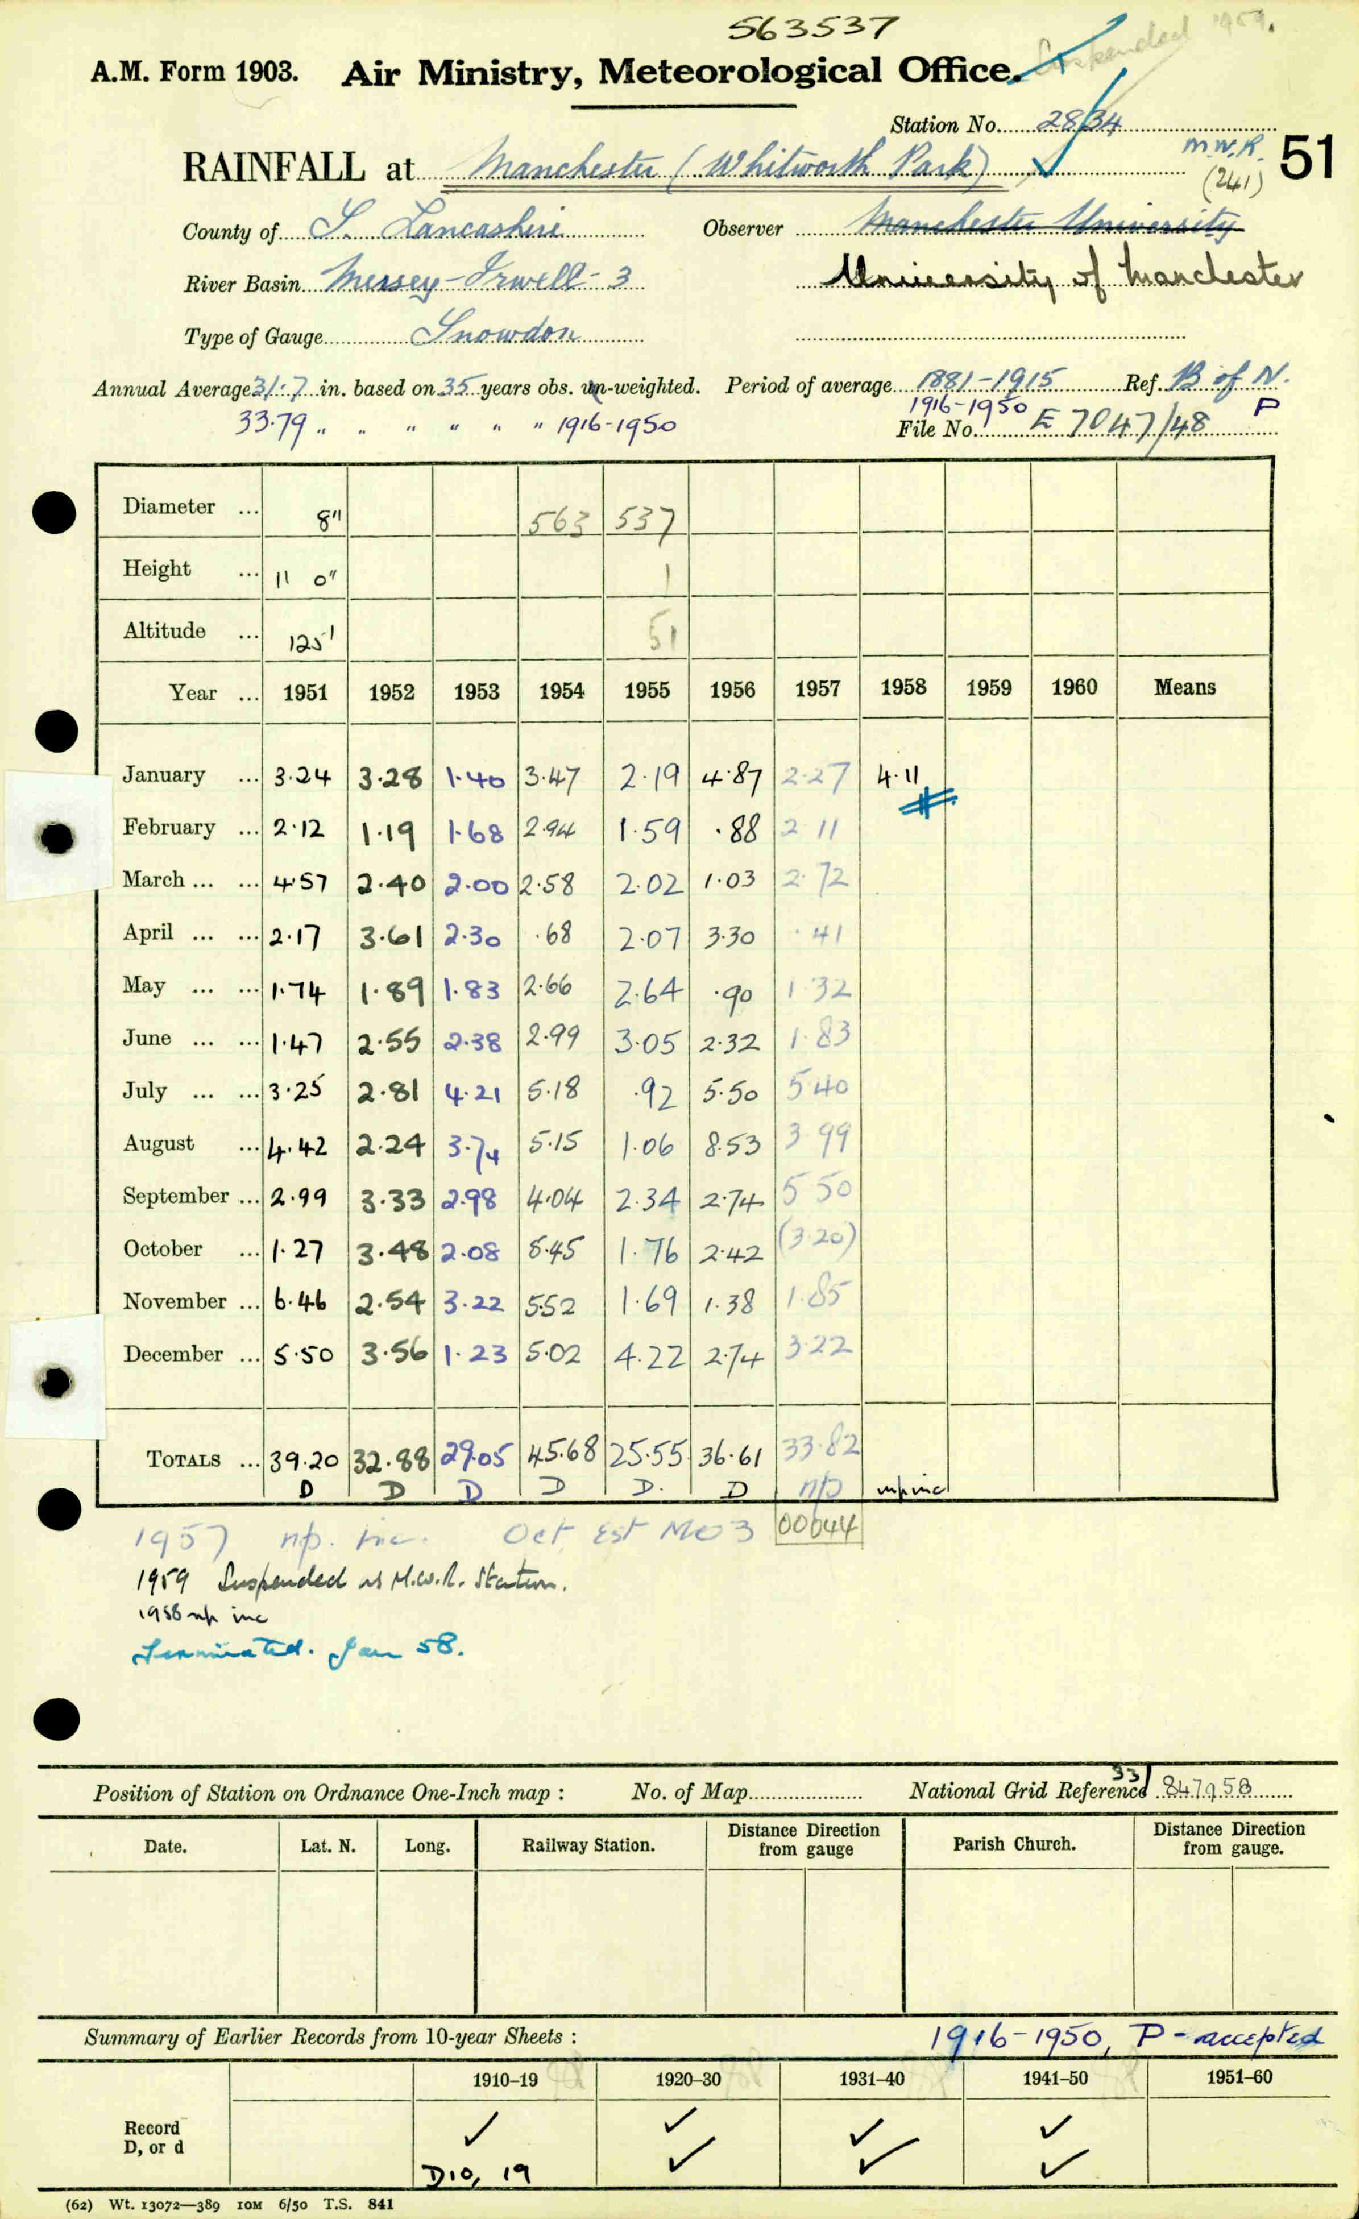 563537
Suspended 1959.
A.M. Form 1903. Air Ministry, Meteorological Office.
Station No. 2834
RAINFALL at Manchester (Whitworth Park) M.W.R. 51
(241)
County of S. Lancashire Observer Manchester University
River Basin Mersey-Irwell-3 University of Manchester
Type of Gauge Snowdon
Annual Average 31.7 in. based on 35 years obs. un-weighted. Period of average 1881-1915 Ref. B of N.
33.79 " " " " " " 1916-1950 1916-1950 P
File No. E 7047/48
Diameter ... 8" 563 537
Height ... 1' 0" 1
Altitude ... 125' 51
Year ... 1951 1952 1953 1954 1955 1956 1957 1958 1959 1960 Means
January ... 3.24 3.28 1.40 3.47 2.19 4.87 2.27 4.11
February ... 2.12 1.19 1.68 2.94 1.59 .88 2 11
March ... ... 4.57 2.40 2.00 2.58 2.02 1.03 2.72
April ... ... 2.17 3.61 2.30 .68 2.07 3.30 .41
May ... ... 1.74 1.89 1.83 2.66 2.64 .90 1 32
June ... ... 1.47 2.55 2.38 2.99 3.05 2.32 1.83
July ... ... 3.25 2.81 4.21 5.18 .92 5.50 5 40
August ... 4.42 2.24 3.74 5.15 1.06 8.53 3 99
September ... 2.99 3.33 2.98 4.04 2.34 2.74 5 50
October ... 1.27 3.48 2.08 5.45 1.76 2.42 (3.20)
November ... 6.46 2.54 3.22 5.52 1.69 1.38 1.85
December ... 5.50 3.56 1.23 5.02 4.22 2.74 3.22
TOTALS ... 39.20 32.88 29.05 45.68 25.55 36.61 33.82
D D D D D. D np np inc
1957 np. inc. Oct Est MO3 00044
1959 Suspended as M.W.R. Station.
1958 np inc
Terminated. Jan 58.
Position of Station on Ordnance One-Inch map : No. of Map National Grid Reference 33/847958
Date. Lat. N. Long. Railway Station. Distance Direction from gauge Parish Church. Distance Direction from gauge.
Summary of Earlier Records from 10-year Sheets : 1916-1950, P - accepted
1910–19 1920–30 1931–40 1941–50 1951–60
Record ✓ ✓ ✓ ✓
D, or d D10, 19 ✓ ✓ ✓
(62) Wt. 13072—389 10M 6/50 T.S. 841